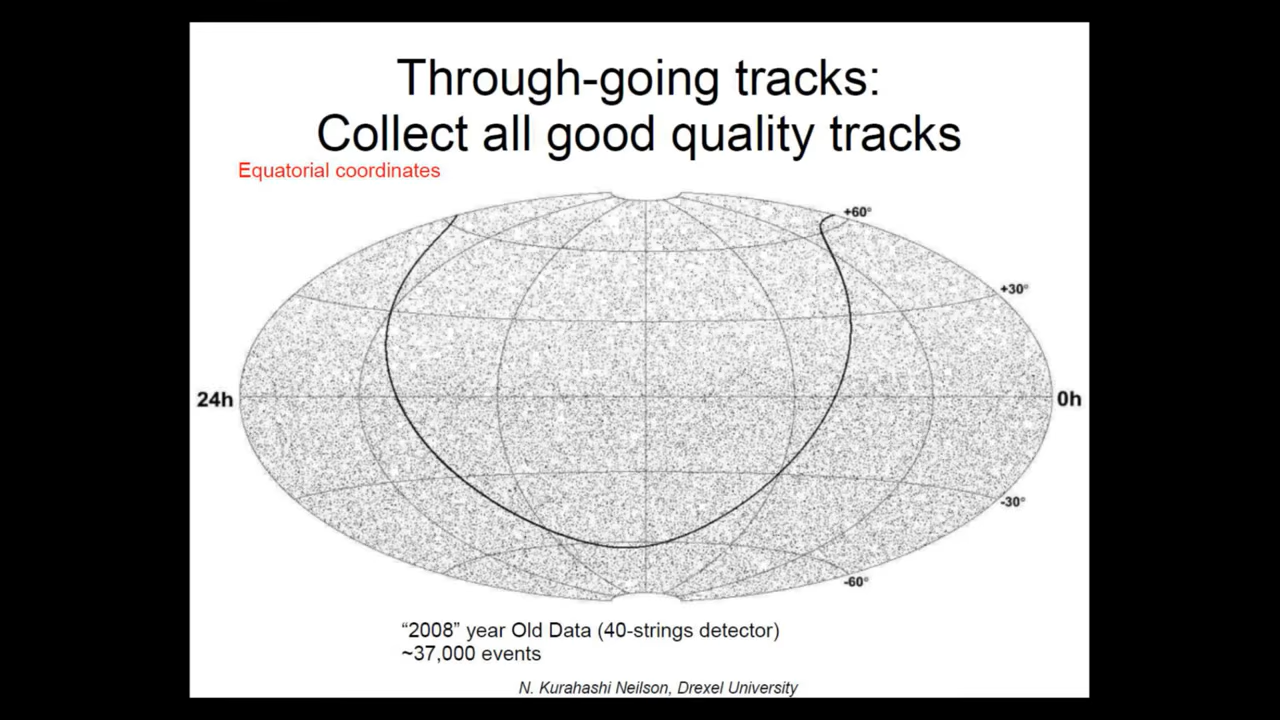 Through-going tracks:
Collect all good quality tracks
Equatorial coordinates
+60°
+30°
24h
0h
-30°
-60°
“2008” year Old Data (40-strings detector)
~37,000 events
N. Kurahashi Neilson, Drexel University